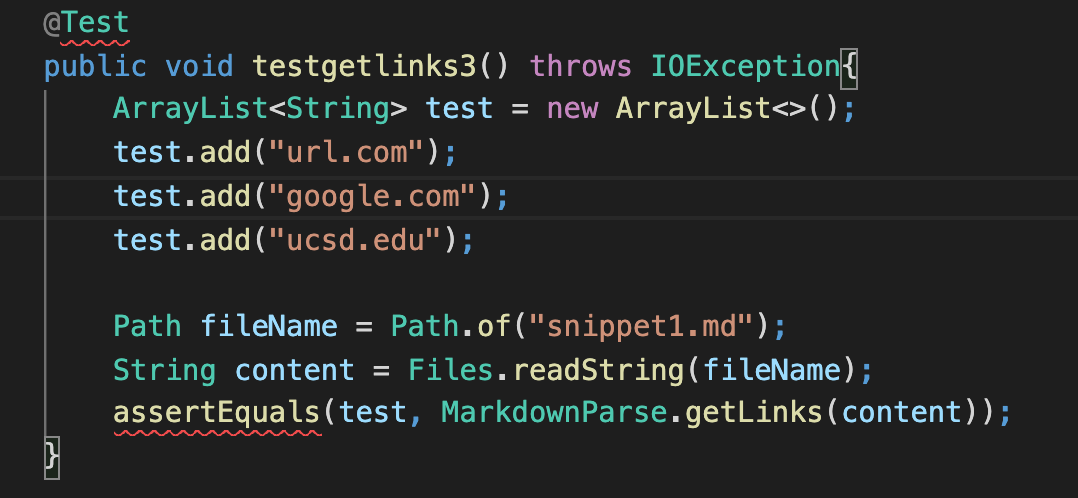 @Test
public void testgetlinks3() throws IOException{
ArrayList<String> test = new ArrayList<>();
test.add("url.com");
test.add("google.com");
test.add("ucsd.edu");
Path fileName = Path.of("snippet1.md");
String content = Files.readString(fileName);
assertEquals(test, MarkdownParse.getLinks(content));
}